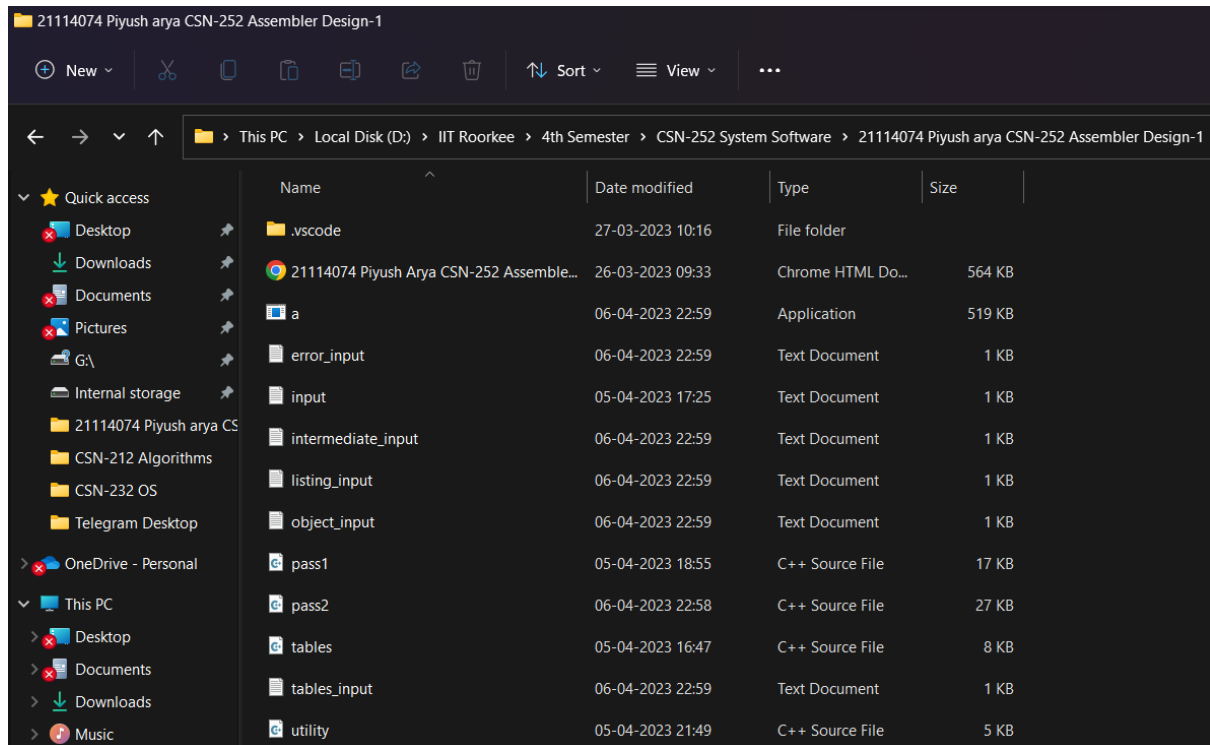 21114074 Piyush arya CSN-252 Assembler Design-1
New Sort View •••
This PC > Local Disk (D:) > IIT Roorkee > 4th Semester > CSN-252 System Software > 21114074 Piyush arya CSN-252 Assembler Design-1
Name Date modified Type Size
Quick access
Desktop
Downloads
Documents
Pictures
G:\
Internal storage
21114074 Piyush arya CS
CSN-212 Algorithms
CSN-232 OS
Telegram Desktop
OneDrive - Personal
This PC
Desktop
Documents
Downloads
Music
.vscode 27-03-2023 10:16 File folder
21114074 Piyush Arya CSN-252 Assemble... 26-03-2023 09:33 Chrome HTML Do... 564 KB
a 06-04-2023 22:59 Application 519 KB
error_input 06-04-2023 22:59 Text Document 1 KB
input 05-04-2023 17:25 Text Document 1 KB
intermediate_input 06-04-2023 22:59 Text Document 1 KB
listing_input 06-04-2023 22:59 Text Document 1 KB
object_input 06-04-2023 22:59 Text Document 1 KB
pass1 05-04-2023 18:55 C++ Source File 17 KB
pass2 06-04-2023 22:58 C++ Source File 27 KB
tables 05-04-2023 16:47 C++ Source File 8 KB
tables_input 06-04-2023 22:59 Text Document 1 KB
utility 05-04-2023 21:49 C++ Source File 5 KB